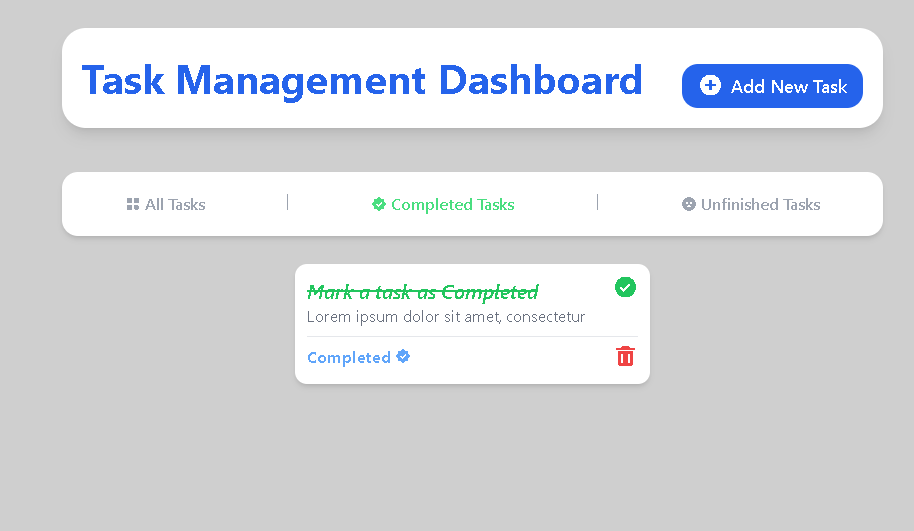 Task Management Dashboard
Add New Task
All Tasks
Completed Tasks
Unfinished Tasks
Mark a task as Completed
Lorem ipsum dolor sit amet, consectetur
Completed